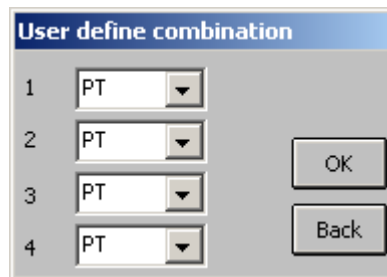 User define combination
1 PT
2 PT
3 PT
4 PT
OK
Back